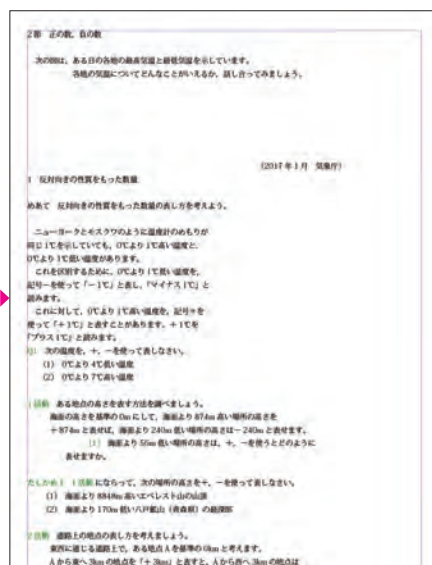 2節 正の数，負の数
次の図は，ある日の各地の最高気温と最低気温を示しています。
各地の気温についてどんなことがいえるか，話し合ってみましょう。
（2017年1月 気象庁）
1 反対向きの性質をもった数量
めあて 反対向きの性質をもった数量の表し方を考えよう。
ニューヨークとモスクワのように温度計のめもりが
同じ1℃を示していても，0℃より1℃高い温度と，
0℃より1℃低い温度があります。
これを区別するために，0℃より1℃低い温度を，
記号－を使って「－1℃」と表し，「マイナス1℃」と
読みます。
これに対して，0℃より1℃高い温度を，記号＋を
使って「＋1℃」と表すことがあります。＋1℃を
「プラス1℃」と読みます。
次の温度を，＋，－を使って表しなさい。
(1) 0℃より4℃低い温度
(2) 0℃より7℃高い温度
1活動 ある地点の高さを表す方法を調べましょう。
海面の高さを基準の0mにして，海面より874m高い場所の高さを
＋874mと表せば，海面より240m低い場所の高さは－240mと表せます。
[1] 海面より55m低い場所の高さは，＋，－を使うとどのように
表せますか。
たしかめ1 1活動にならって，次の場所の高さを＋，－を使って表しなさい。
(1) 海面より8848m高いエベレスト山の山頂
(2) 海面より170m低い八戸鉱山（青森県）の最深部
2活動 道路上の地点の表し方を考えましょう。
東西に通じる道路上で，ある地点Aを基準の0kmと考えます。
Aから東へ3kmの地点を「＋3km」と表すと，Aから西へ3kmの地点は